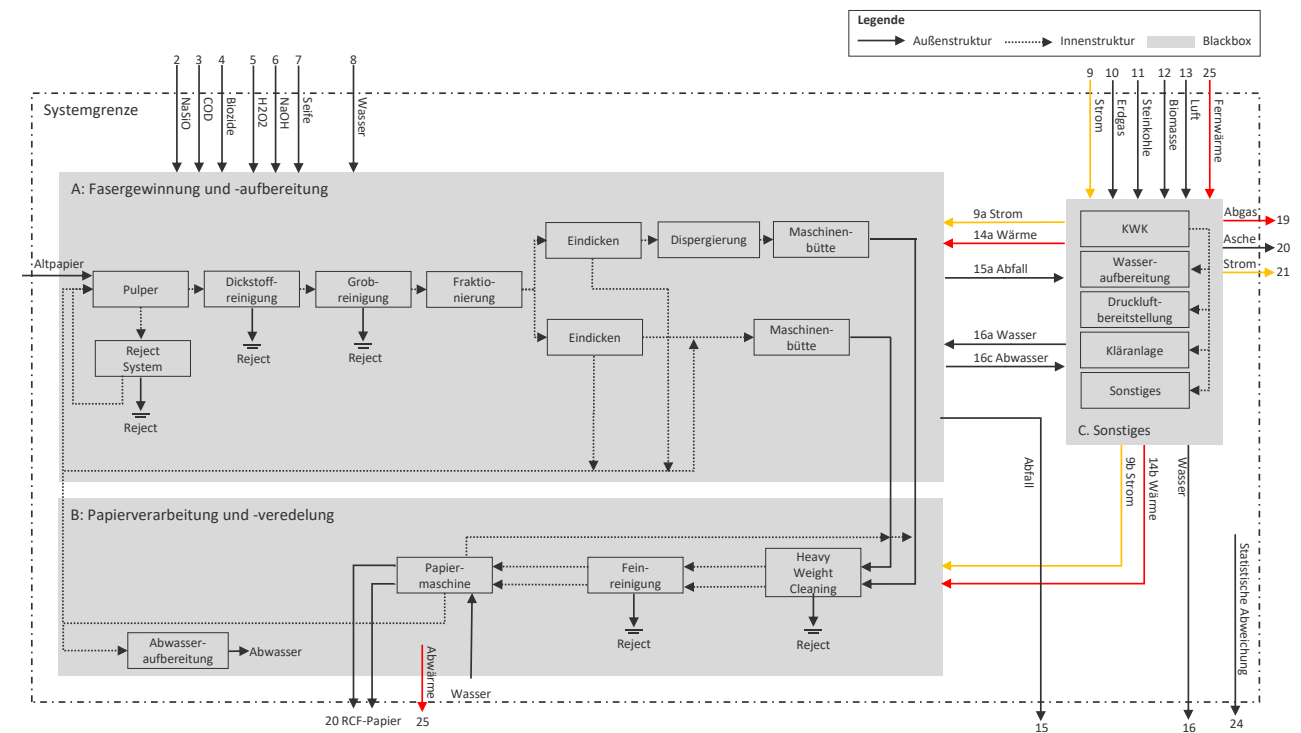 Legende
Außenstruktur
Innenstruktur
Blackbox
2 3 4 5 6 7 8
NaSiO
COD
Biozide
H2O2
NaOH
Seife
Wasser
9 10 11 12 13 25
Strom
Erdgas
Steinkohle
Biomasse
Luft
Fernwärme
Systemgrenze
A: Fasergewinnung und -aufbereitung
Altpapier
Pulper
Dickstoff-
reinigung
Grob-
reinigung
Fraktio-
nierung
Eindicken
Dispergierung
Maschinen-
bütte
Eindicken
Maschinen-
bütte
Reject
System
Reject
Reject
Reject
9a Strom
14a Wärme
15a Abfall
16a Wasser
16c Abwasser
KWK
Wasser-
aufbereitung
Druckluft-
bereitstellung
Kläranlage
Sonstiges
C. Sonstiges
Abgas
19
Asche
20
Strom
21
Abfall
9b Strom
14b Wärme
Wasser
Statistische Abweichung
B: Papierverarbeitung und -veredelung
Papier-
maschine
Fein-
reinigung
Heavy
Weight
Cleaning
Reject
Reject
Abwasser-
aufbereitung
Abwasser
Abwärme
Wasser
20 RCF-Papier
25
15
16
24